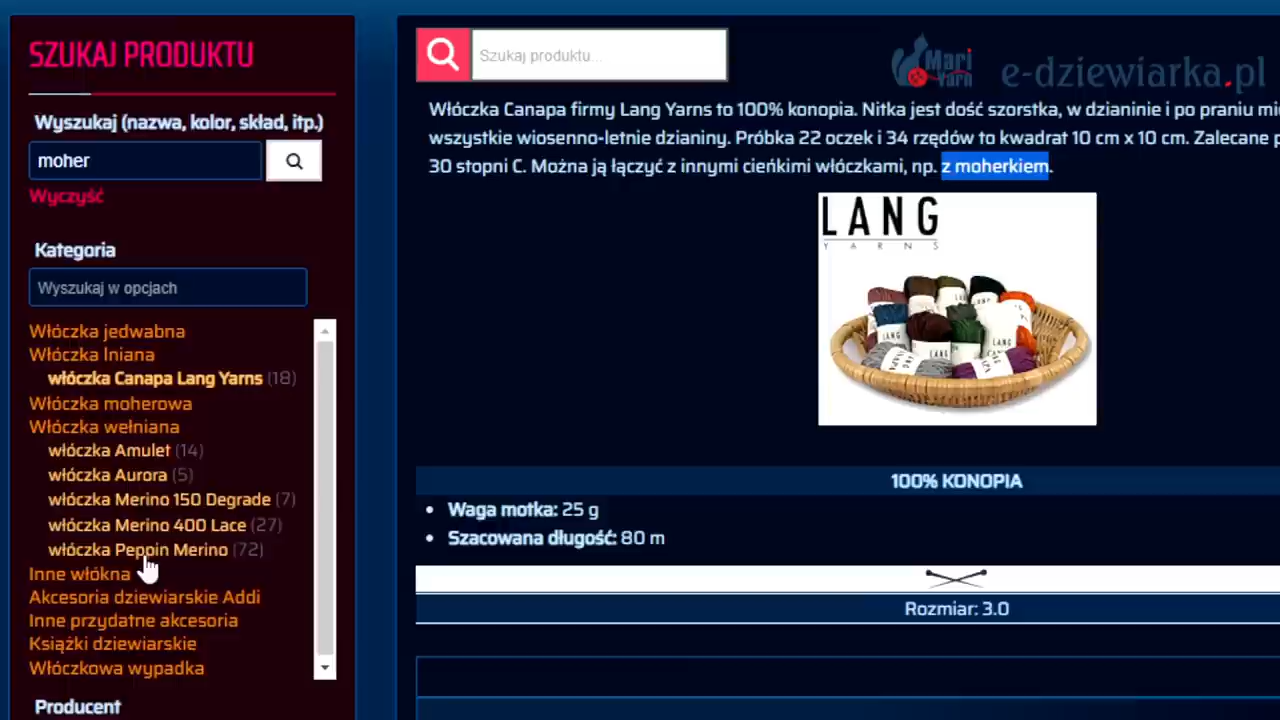 SZUKAJ PRODUKTU
Wyszukaj (nazwa, kolor, skład, itp.)
moher
Wyczyść
Kategoria
Wyszukaj w opcjach
Włóczka jedwabna
Włóczka lniana
włóczka Canapa Lang Yarns (18)
Włóczka moherowa
Włóczka wełniana
włóczka Amulet (14)
włóczka Aurora (5)
włóczka Merino 150 Degrade (7)
włóczka Merino 400 Lace (27)
włóczka Peppin Merino (72)
Inne włókna
Akcesoria dziewiarskie Addi
Inne przydatne akcesoria
Książki dziewiarskie
Włóczkowa wypadka
Producent
Szukaj produktu...
Mari
Yarn
e-dziewiarka.pl
Włóczka Canapa firmy Lang Yarns to 100% konopia. Nitka jest dość szorstka, w dzianinie i po praniu
wszystkie wiosenno-letnie dzianiny. Próbka 22 oczek i 34 rzędów to kwadrat 10 cm x 10 cm. Zalecane
30 stopni C. Można ją łączyć z innymi cieńkimi włóczkami, np. z moherkiem.
LANG
YARNS
LANG
LANG
100% KONOPIA
• Waga motka: 25 g
• Szacowana długość: 80 m
Rozmiar: 3.0